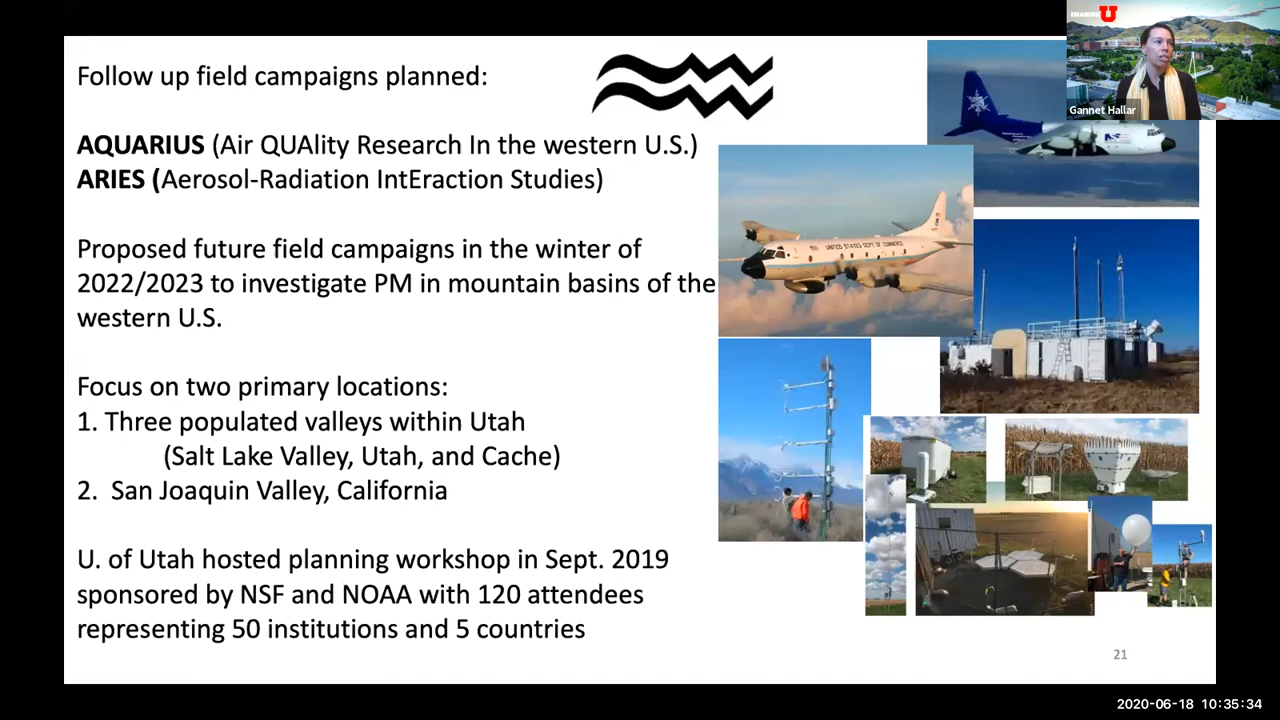 Follow up field campaigns planned:
AQUARIUS (Air QUAlity Research In the western U.S.)
ARIES (Aerosol-Radiation IntEraction Studies)
Proposed future field campaigns in the winter of
2022/2023 to investigate PM in mountain basins of the
western U.S.
Focus on two primary locations:
1. Three populated valleys within Utah
(Salt Lake Valley, Utah, and Cache)
2. San Joaquin Valley, California
U. of Utah hosted planning workshop in Sept. 2019
sponsored by NSF and NOAA with 120 attendees
representing 50 institutions and 5 countries
UNITED STATES DEPT OF COMMERCE
U
Gannet Hallar
21
2020-06-18 10:35:34